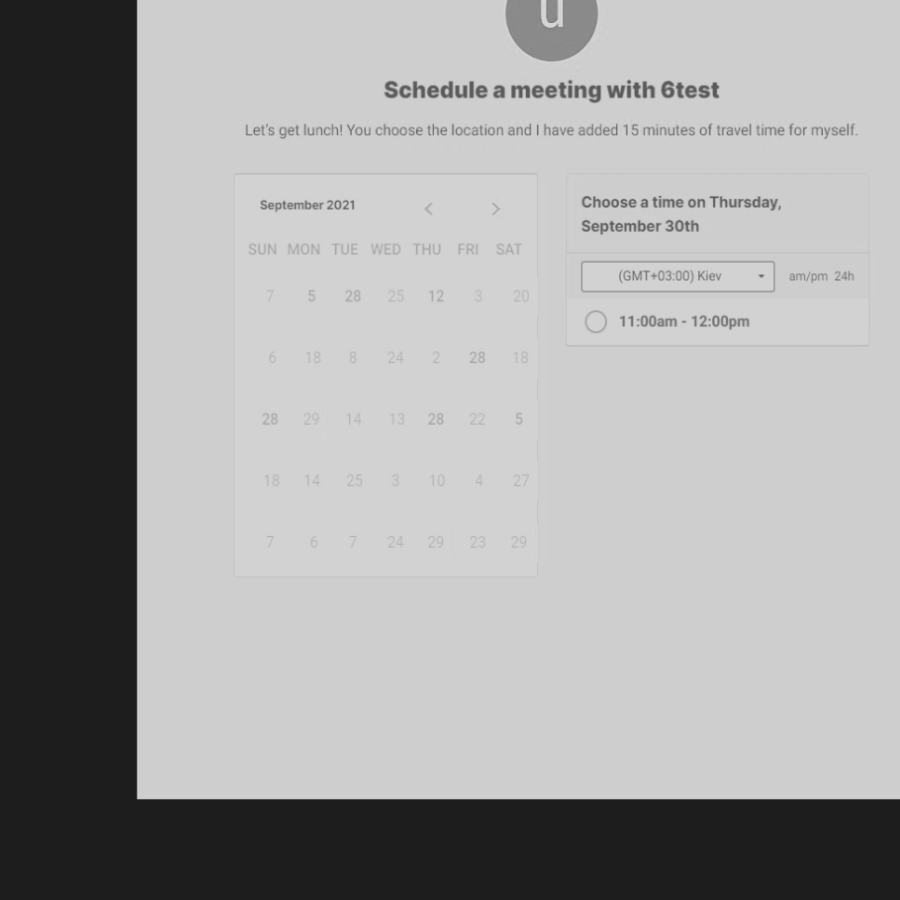 u
Schedule a meeting with 6test
Let's get lunch! You choose the location and I have added 15 minutes of travel time for myself.
September 2021 < >
SUN MON TUE WED THU FRI SAT
7 5 28 25 12 3 20
6 18 8 24 2 28 18
28 29 14 13 28 22 5
18 14 25 3 10 4 27
7 6 7 24 29 23 29
Choose a time on Thursday,
September 30th
(GMT+03:00) Kiev am/pm 24h
11:00am - 12:00pm